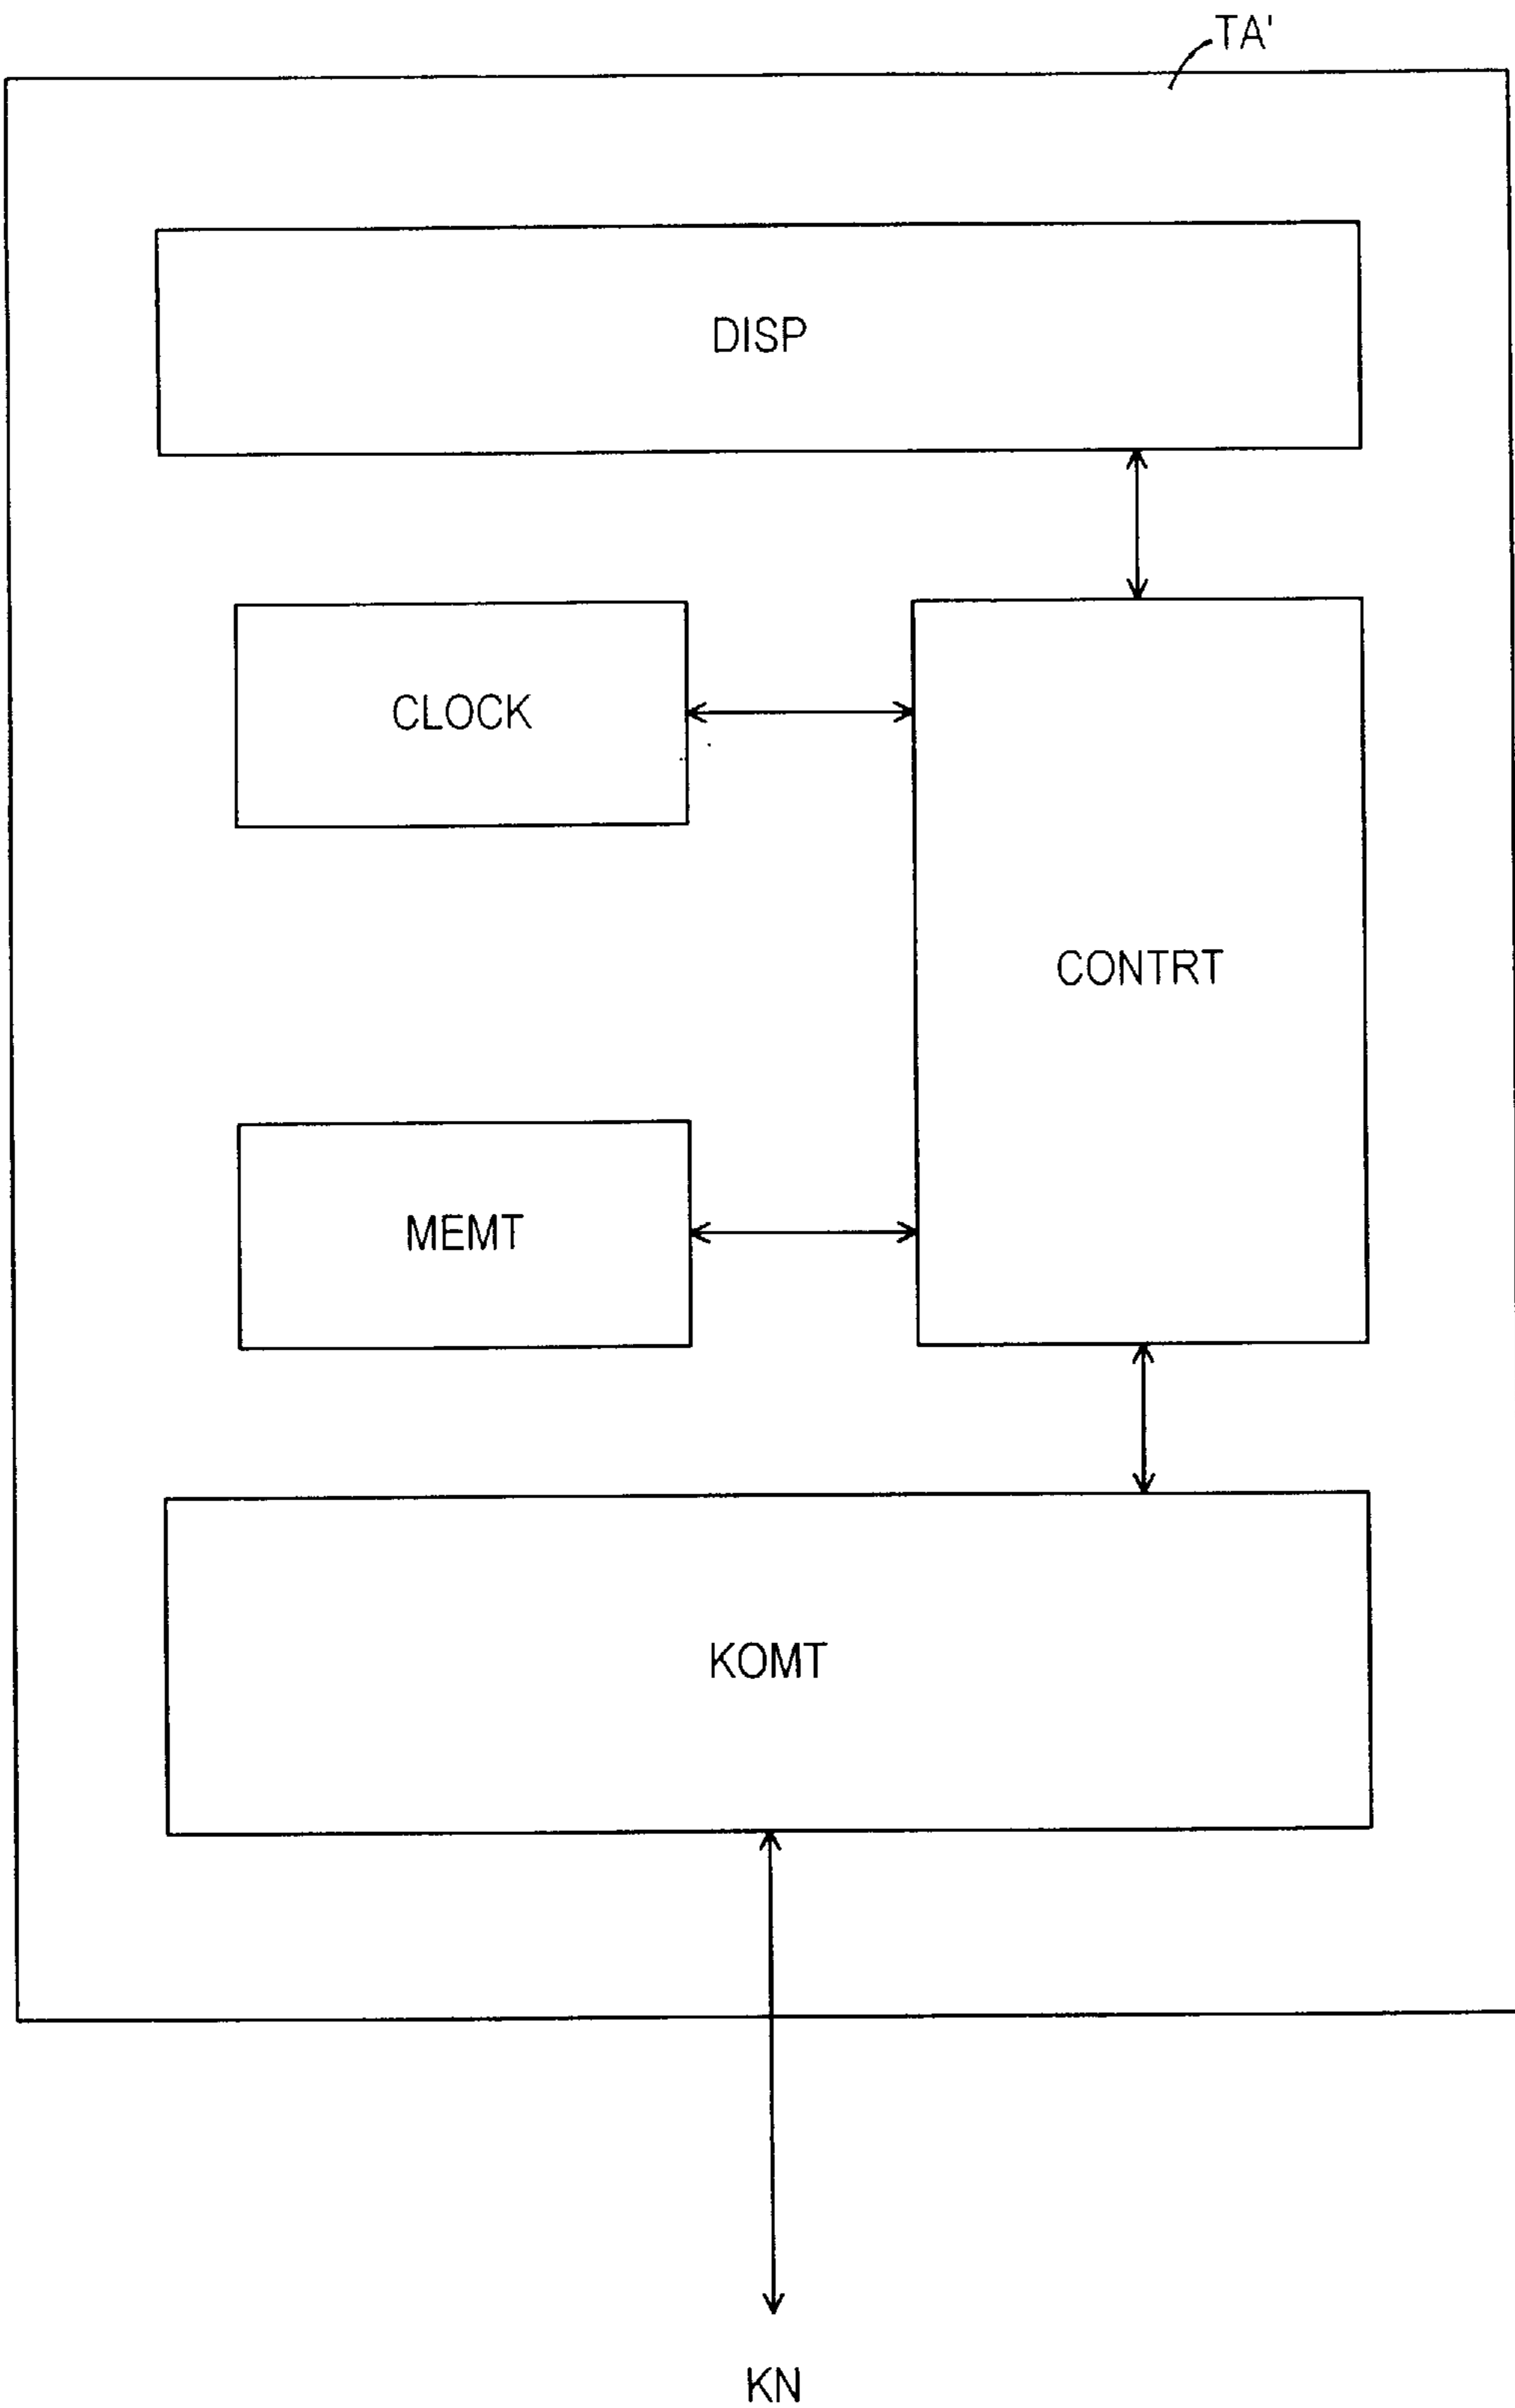 TA'
DISP
CLOCK
CONTRT
MEMT
KOMT
KN